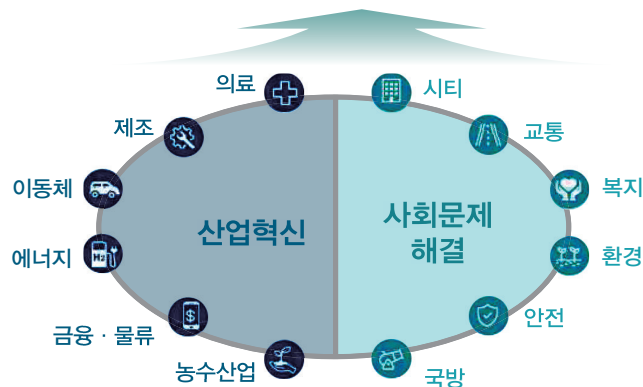 의료
시티
제조
교통
이동체
복지
산업혁신
사회문제
해결
에너지
환경
H2
$
금융 · 물류
안전
농수산업
국방